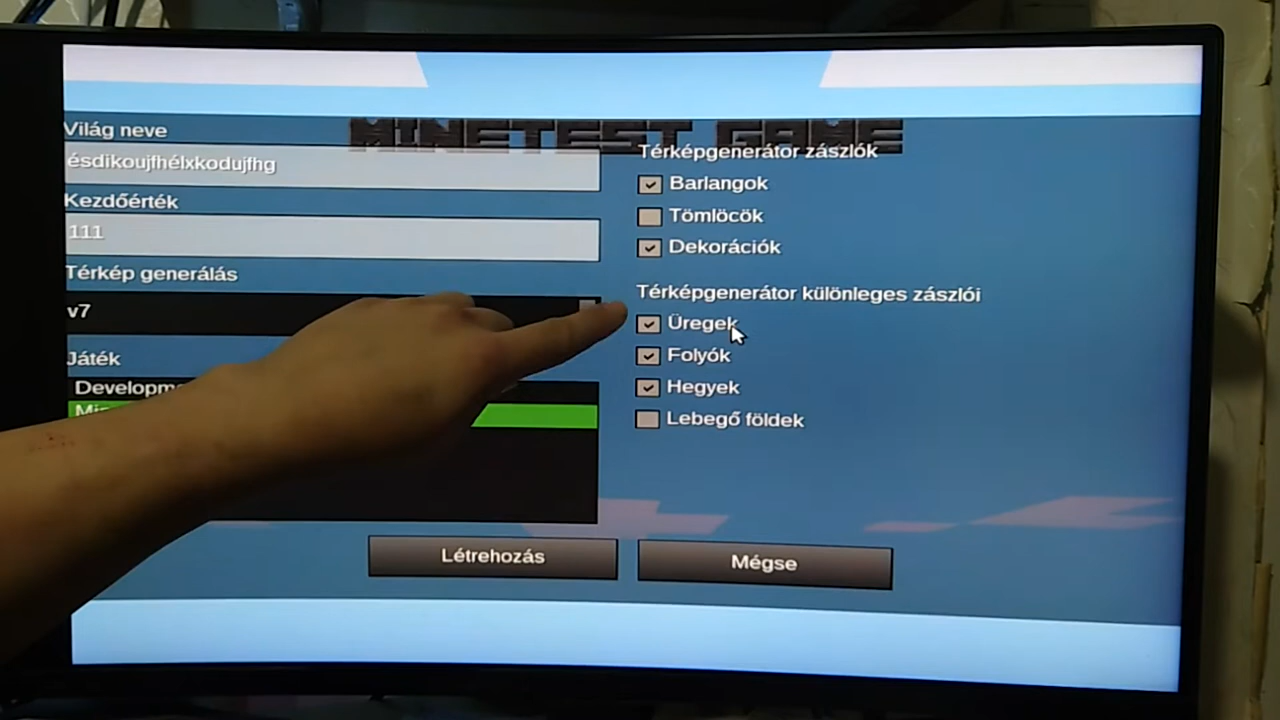 MINETEST GAME
Világ neve
ésdikoujfhélxkodujfhg
Kezdőérték
111
Térkép generálás
v7
Játék
Térképgenerátor zászlók
Barlangok
Tömlöcök
Dekorációk
Térképgenerátor különleges zászlói
Üregek
Folyók
Hegyek
Lebegő földek
Létrehozás
Mégse